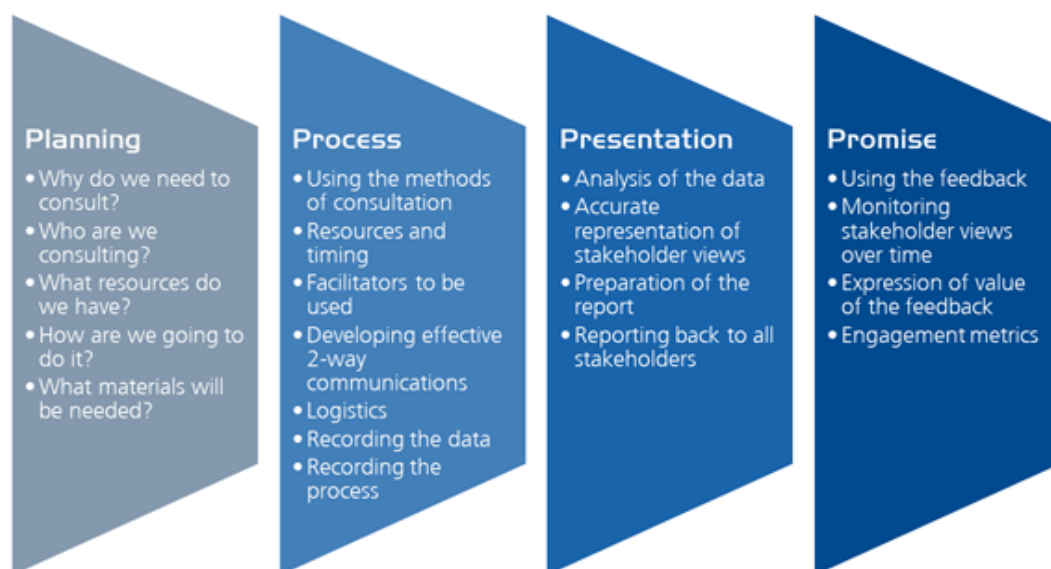 Planning
• Why do we need to
consult?
• Who are we
consulting?
• What resources do
we have?
• How are we going to
do it?
• What materials will
be needed?
Process
• Using the methods
of consultation
• Resources and
timing
• Facilitators to be
used
• Developing effective
2-way
communications
• Logistics
• Recording the data
• Recording the
process
Presentation
• Analysis of the data
• Accurate
representation of
stakeholder views
• Preparation of the
report
• Reporting back to all
stakeholders
Promise
• Using the feedback
• Monitoring
stakeholder views
over time
• Expression of value
of the feedback
• Engagement metrics